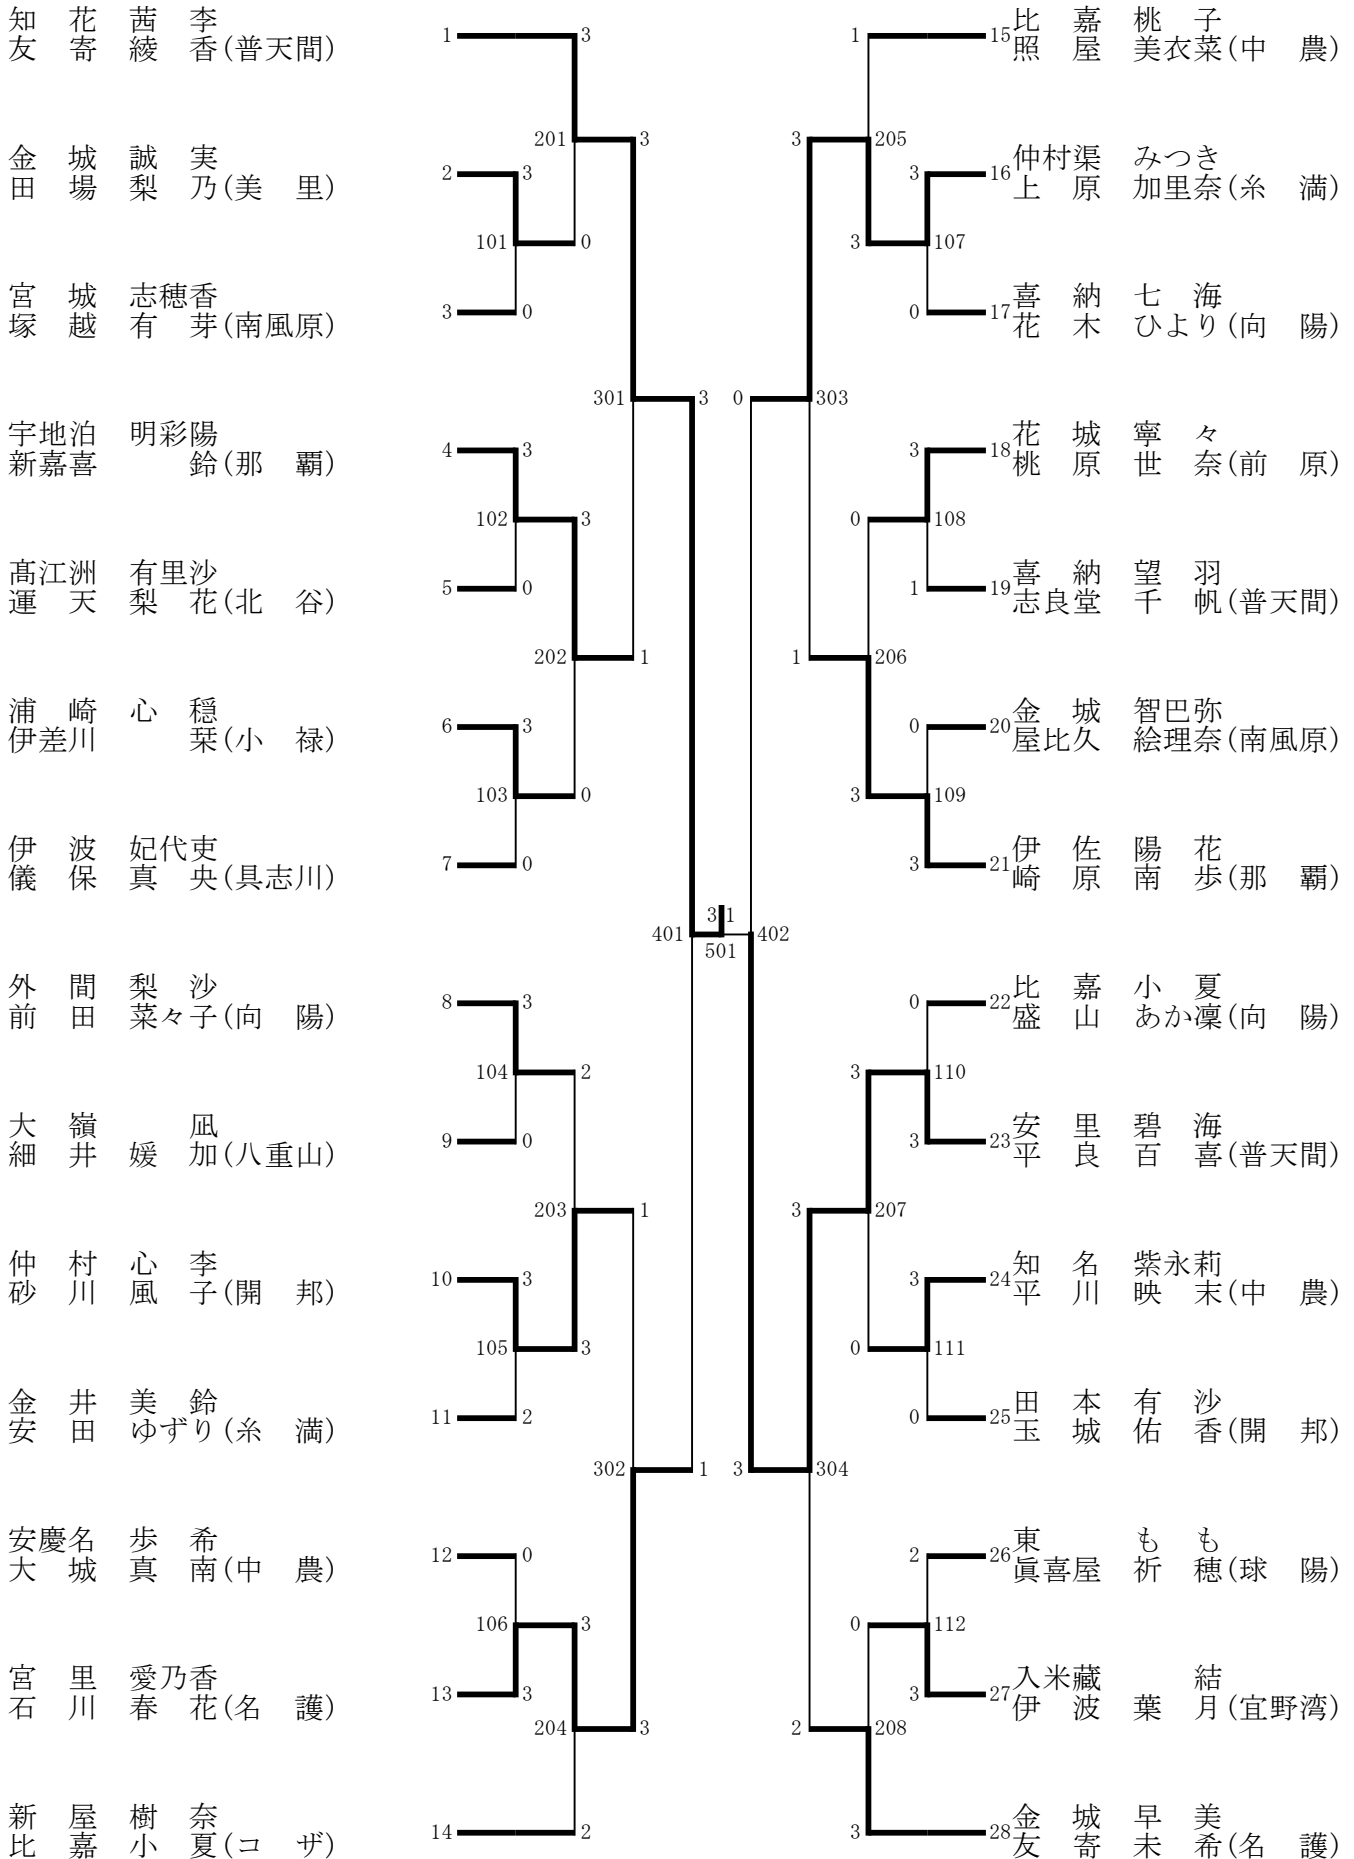 知　花　茜　李
友　寄　綾　香(普天間)
1
3
201
3
金　城　誠　実
田　場　梨　乃(美　里)
2
3
101
0
宮　城　志穂香
塚　越　有　芽(南風原)
3
0
301
3
宇地泊　明彩陽
新嘉喜　　　鈴(那　覇)
4
3
102
3
髙江洲　有里沙
運　天　梨　花(北　谷)
5
0
202
1
浦　崎　心　穏
伊差川　　　栞(小　禄)
6
3
103
0
伊　波　妃代吏
儀　保　真　央(具志川)
7
0
401
3
1
501
402
外　間　梨　沙
前　田　菜々子(向　陽)
8
3
104
2
大　嶺　　　凪
細　井　媛　加(八重山)
9
0
203
1
仲　村　心　李
砂　川　風　子(開　邦)
10
3
105
3
金　井　美　鈴
安　田　ゆずり(糸　満)
11
2
302
1
安慶名　歩　希
大　城　真　南(中　農)
12
0
106
3
宮　里　愛乃香
石　川　春　花(名　護)
13
3
204
3
新　屋　樹　奈
比　嘉　小　夏(コ　ザ)
14
2
1
15
比　嘉　桃　子
照　屋　美衣菜(中　農)
3
205
3
16
仲村渠　みつき
上　原　加里奈(糸　満)
3
107
0
17
喜　納　七　海
花　木　ひより(向　陽)
0
303
3
18
花　城　寧　々
桃　原　世　奈(前　原)
0
108
1
19
喜　納　望　羽
志良堂　千　帆(普天間)
1
206
0
20
金　城　智巴弥
屋比久　絵理奈(南風原)
3
109
3
21
伊　佐　陽　花
崎　原　南　歩(那　覇)
0
22
比　嘉　小　夏
盛　山　あか凜(向　陽)
3
110
3
23
安　里　碧　海
平　良　百　喜(普天間)
3
207
3
24
知　名　紫永莉
平　川　映　末(中　農)
0
111
0
25
田　本　有　沙
玉　城　佑　香(開　邦)
3
304
2
26
東　　　も　も
眞喜屋　祈　穂(球　陽)
0
112
3
27
入米藏　　　結
伊　波　葉　月(宜野湾)
2
208
3
28
金　城　早　美
友　寄　未　希(名　護)